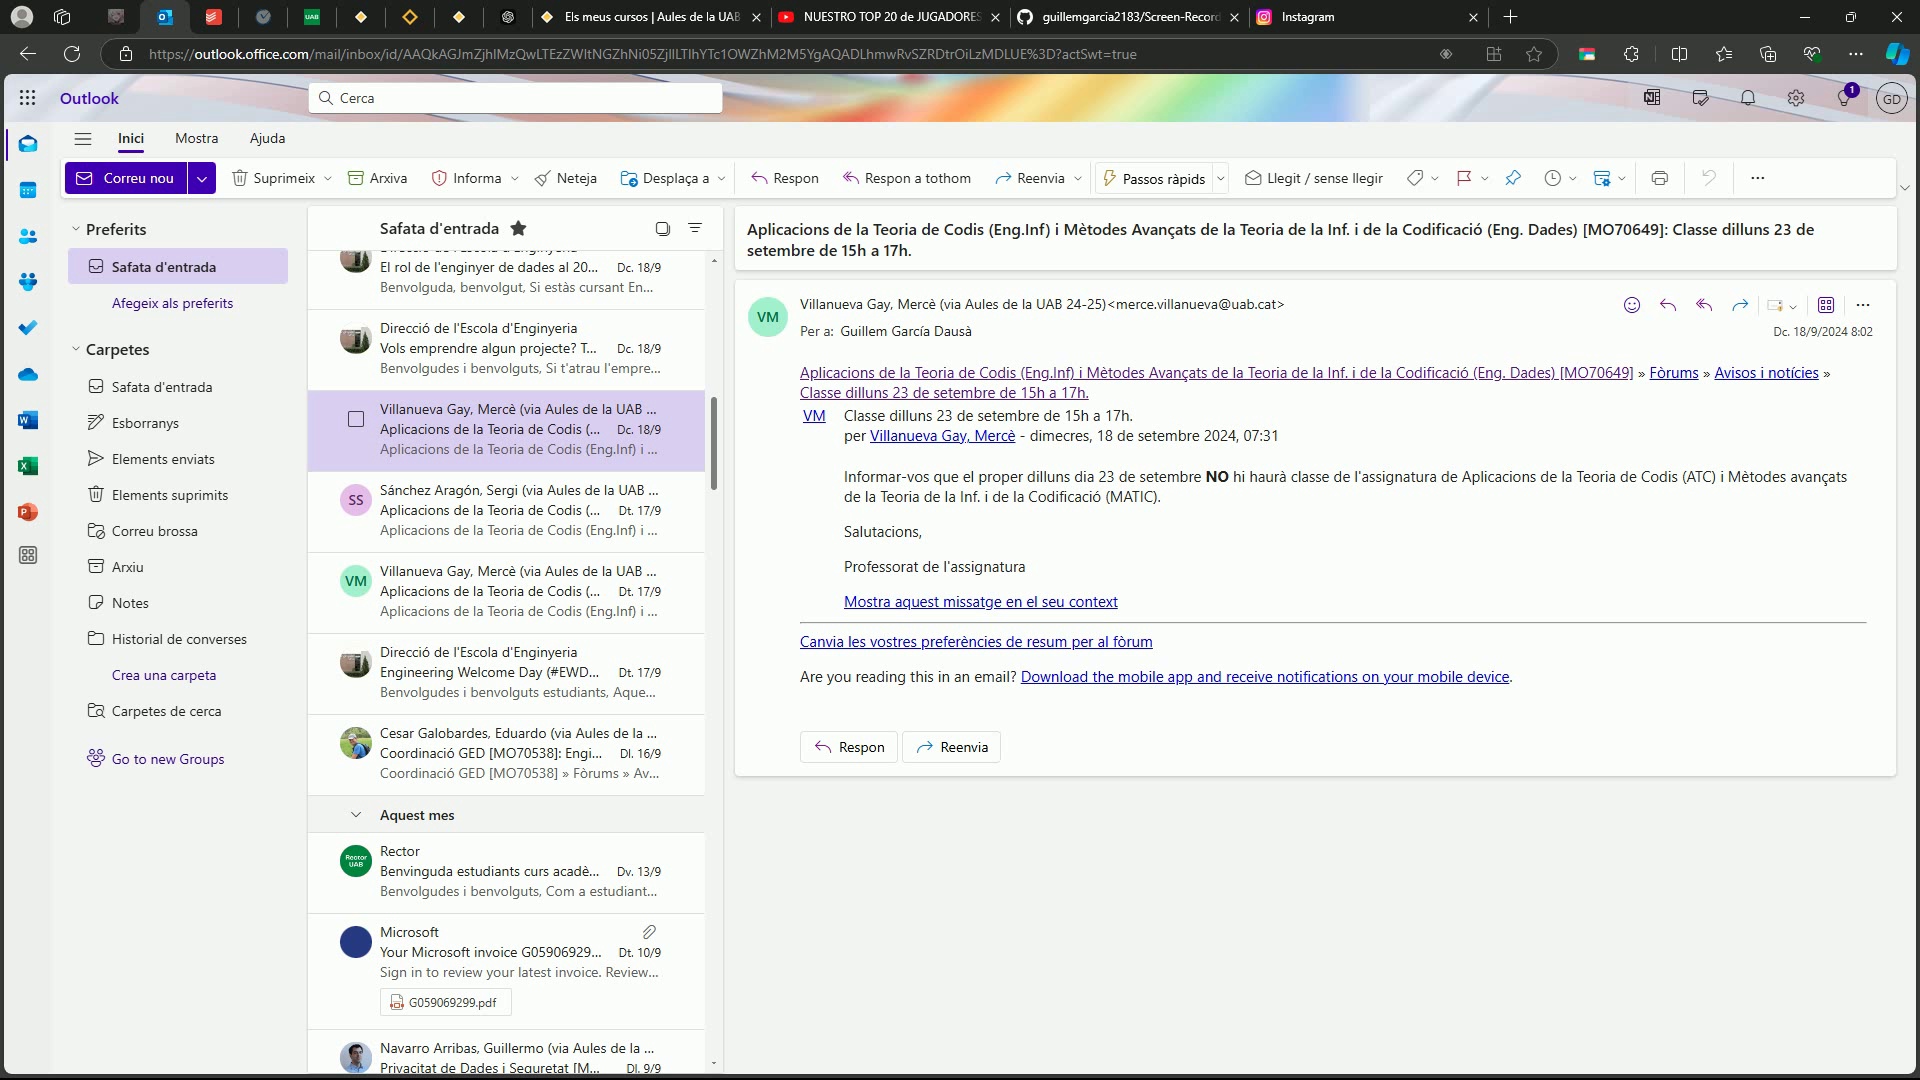 Els meus cursos | Aules de la UAB
NUESTRO TOP 20 de JUGADORES
guillemgarcia2183/Screen-Record
Instagram
https://outlook.office.com/mail/inbox/id/AAQkAGJmZjhlMzQwLTEzZWItNGZhNi05ZjIlLTlhYTc1OWZhM2M5YgAQADLhmwRvSZRDtrOiLzMDLUE%3D?actSwt=true
Outlook
Cerca
1
GD
Inici
Mostra
Ajuda
Correu nou
Suprimeix
Arxiva
Informa
Neteja
Desplaça a
Respon
Respon a tothom
Reenvia
Passos ràpids
Llegit / sense llegir
Preferits
Safata d'entrada
Afegeix als preferits
Carpetes
Safata d'entrada
Esborranys
Elements enviats
Elements suprimits
Correu brossa
Arxiu
Notes
Historial de converses
Crea una carpeta
Carpetes de cerca
Go to new Groups
Safata d'entrada
El rol de l'enginyer de dades al 20... Dc. 18/9
Benvolguda, benvolgut, Si estàs cursant En...
Direcció de l'Escola d'Enginyeria
Vols emprendre algun projecte? T... Dc. 18/9
Benvolgudes i benvolguts, Si t'atrau l'empre...
Villanueva Gay, Mercè (via Aules de la UAB ...
Aplicacions de la Teoria de Codis (... Dc. 18/9
Aplicacions de la Teoria de Codis (Eng.Inf) i ...
SS
Sánchez Aragón, Sergi (via Aules de la UAB ...
Aplicacions de la Teoria de Codis (... Dt. 17/9
Aplicacions de la Teoria de Codis (Eng.Inf) i ...
VM
Villanueva Gay, Mercè (via Aules de la UAB ...
Aplicacions de la Teoria de Codis (... Dt. 17/9
Aplicacions de la Teoria de Codis (Eng.Inf) i ...
Direcció de l'Escola d'Enginyeria
Engineering Welcome Day (#EWD... Dt. 17/9
Benvolgudes i benvolguts estudiants, Aque...
Cesar Galobardes, Eduardo (via Aules de la ...
Coordinació GED [MO70538]: Engi... Dl. 16/9
Coordinació GED [MO70538] » Fòrums » Av...
Aquest mes
Rector UAB
Rector
Benvinguda estudiants curs acadè... Dv. 13/9
Benvolgudes i benvolguts, Com a estudiant...
Microsoft
Your Microsoft invoice G05906929... Dt. 10/9
Sign in to review your latest invoice. Review...
G059069299.pdf
Navarro Arribas, Guillermo (via Aules de la ...
Privacitat de Dades i Seguretat [M... Dl. 9/9
Aplicacions de la Teoria de Codis (Eng.Inf) i Mètodes Avançats de la Teoria de la Inf. i de la Codificació (Eng. Dades) [MO70649]: Classe dilluns 23 de
setembre de 15h a 17h.
VM
Villanueva Gay, Mercè (via Aules de la UAB 24-25)<merce.villanueva@uab.cat>
Per a: Guillem García Dausà
Dc. 18/9/2024 8:02
Aplicacions de la Teoria de Codis (Eng.Inf) i Mètodes Avançats de la Teoria de la Inf. i de la Codificació (Eng. Dades) [MO70649] » Fòrums » Avisos i notícies »
Classe dilluns 23 de setembre de 15h a 17h.
VM
Classe dilluns 23 de setembre de 15h a 17h.
per Villanueva Gay, Mercè - dimecres, 18 de setembre 2024, 07:31
Informar-vos que el proper dilluns dia 23 de setembre NO hi haurà classe de l'assignatura de Aplicacions de la Teoria de Codis (ATC) i Mètodes avançats
de la Teoria de la Inf. i de la Codificació (MATIC).
Salutacions,
Professorat de l'assignatura
Mostra aquest missatge en el seu context
Canvia les vostres preferències de resum per al fòrum
Are you reading this in an email? Download the mobile app and receive notifications on your mobile device.
Respon
Reenvia